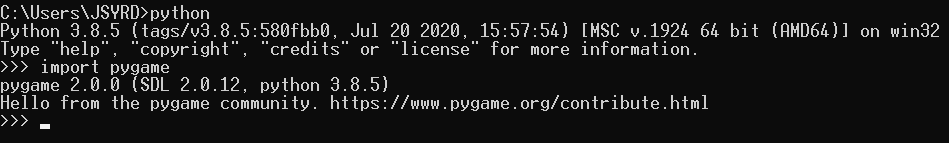 C:\Users\JSYRD>python
Python 3.8.5 (tags/v3.8.5:580fbb0, Jul 20 2020, 15:57:54) [MSC v.1924 64 bit (AMD64)] on win32
Type "help", "copyright", "credits" or "license" for more information.
>>> import pygame
pygame 2.0.0 (SDL 2.0.12, python 3.8.5)
Hello from the pygame community. https://www.pygame.org/contribute.html
>>> _